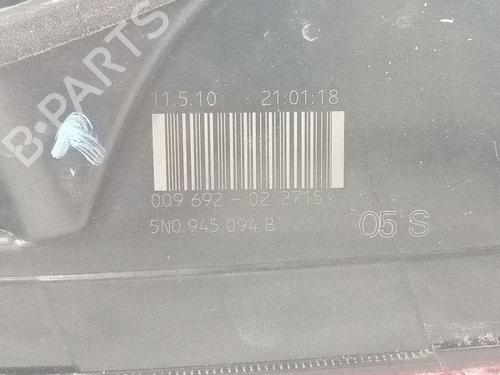 B-PARTS
11.5.10 21:01:18
009 692-02 2715
5N0.945.094.B
05 S